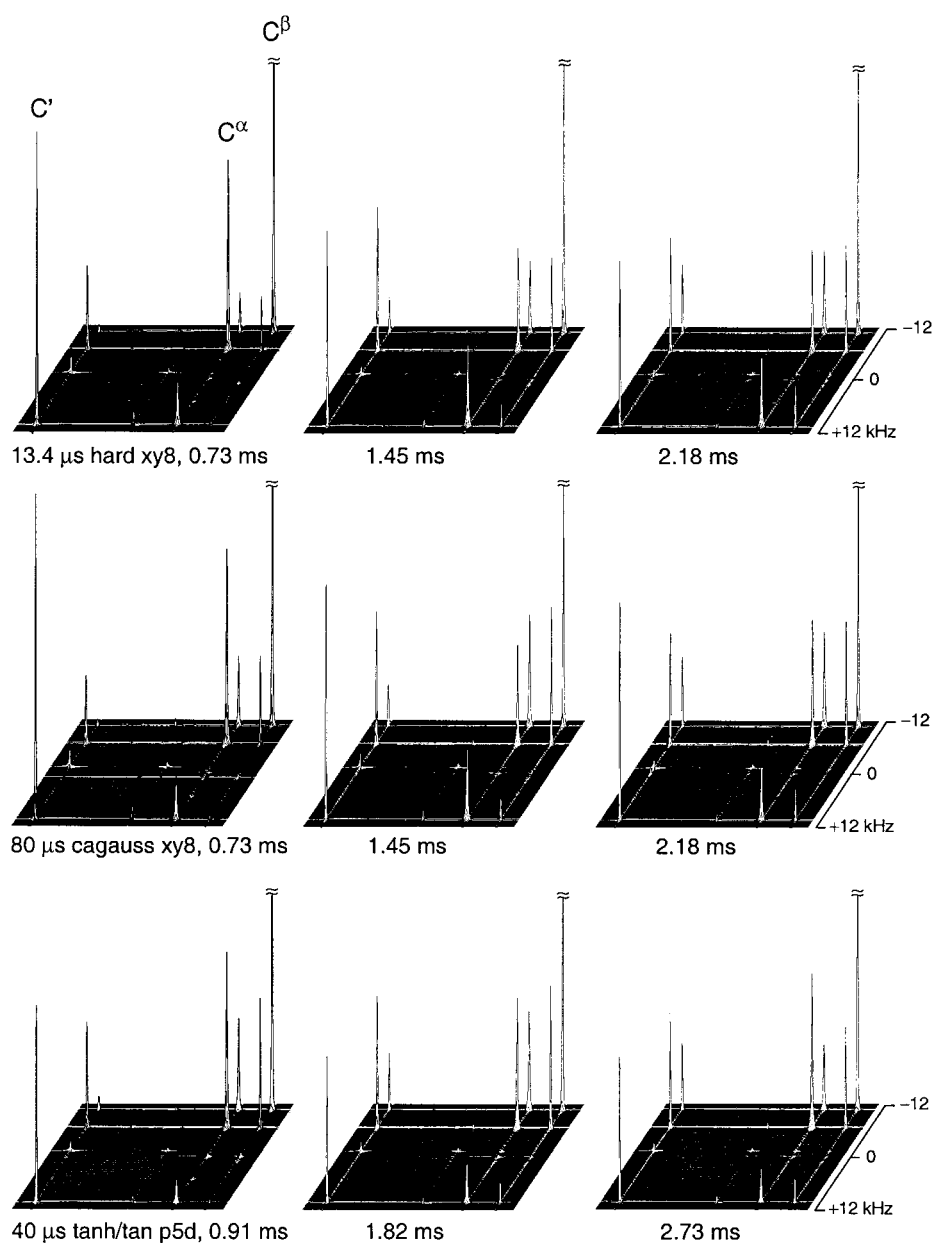 C^β
C'
C^α
≈ ≈ ≈
−12
0
+12 kHz
13.4 μs hard xy8, 0.73 ms 1.45 ms 2.18 ms
≈ ≈ ≈
−12
0
+12 kHz
80 μs cagauss xy8, 0.73 ms 1.45 ms 2.18 ms
≈ ≈ ≈
−12
0
+12 kHz
40 μs tanh/tan p5d, 0.91 ms 1.82 ms 2.73 ms